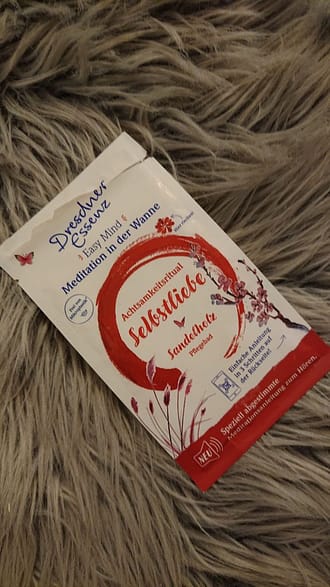 Dresdner
Essenz
Easy Mind
Meditation in der Wanne
Achtsamkeitsritual
Selbstliebe
Sandelholz
Pflegebad
Einfache Anleitung
in 3 Schritten auf
der Rückseite!
NEU
Speziell abgestimmte
Meditationsanleitung zum Hören.